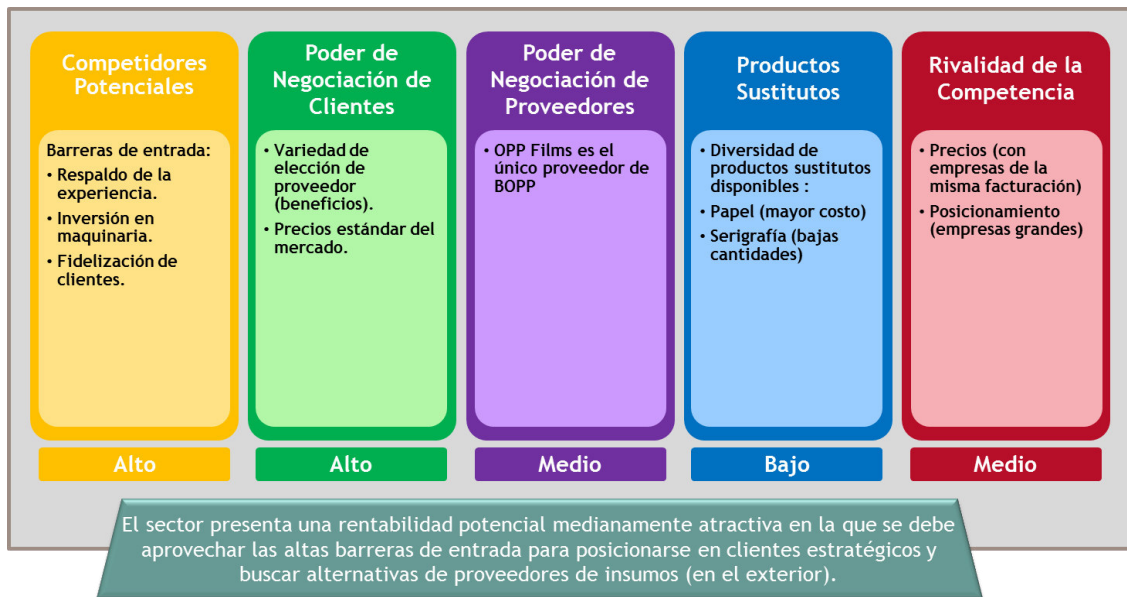 Competidores
Potenciales
Barreras de entrada:
• Respaldo de la
experiencia.
• Inversión en
maquinaria.
• Fidelización de
clientes.
Alto
Poder de
Negociación de
Clientes
• Variedad de
elección de
proveedor
(beneficios).
• Precios estándar del
mercado.
Alto
Poder de
Negociación de
Proveedores
• OPP Films es el
único proveedor de
BOPP
Medio
Productos
Sustitutos
• Diversidad de
productos sustitutos
disponibles :
• Papel (mayor costo)
• Serigrafía (bajas
cantidades)
Bajo
Rivalidad de la
Competencia
• Precios (con
empresas de la
misma facturación)
• Posicionamiento
(empresas grandes)
Medio
El sector presenta una rentabilidad potencial medianamente atractiva en la que se debe
aprovechar las altas barreras de entrada para posicionarse en clientes estratégicos y
buscar alternativas de proveedores de insumos (en el exterior).